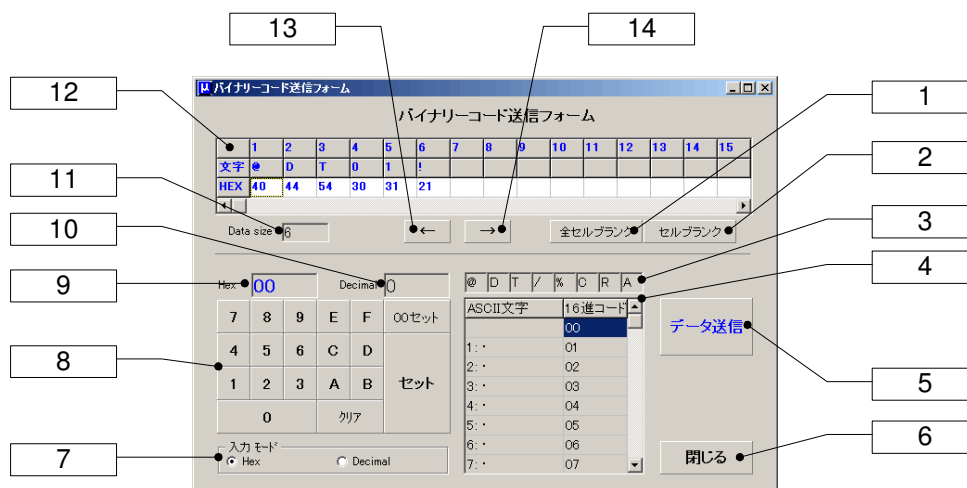 13
14
12
バイナリーコード送信フォーム
1
バイナリーコード送信フォーム
1 2 3 4 5 6 7 8 9 10 11 12 13 14 15
文字 @ D T 0 1 !
HEX 40 44 54 30 31 21
2
11
Data size 6
← →
全セルブランク セルブランク
10
3
9
Hex 00 Decimal 0
@ D T / % C R A
4
ASCII文字 16進コード
00
1: · 01
2: · 02
3: · 03
4: · 04
5: · 05
6: · 06
7: · 07
7 8 9 E F 00セット
4 5 6 C D
1 2 3 A B セット
0 クリア
データ送信
8
5
7
入力 モード
Hex Decimal
閉じる
6